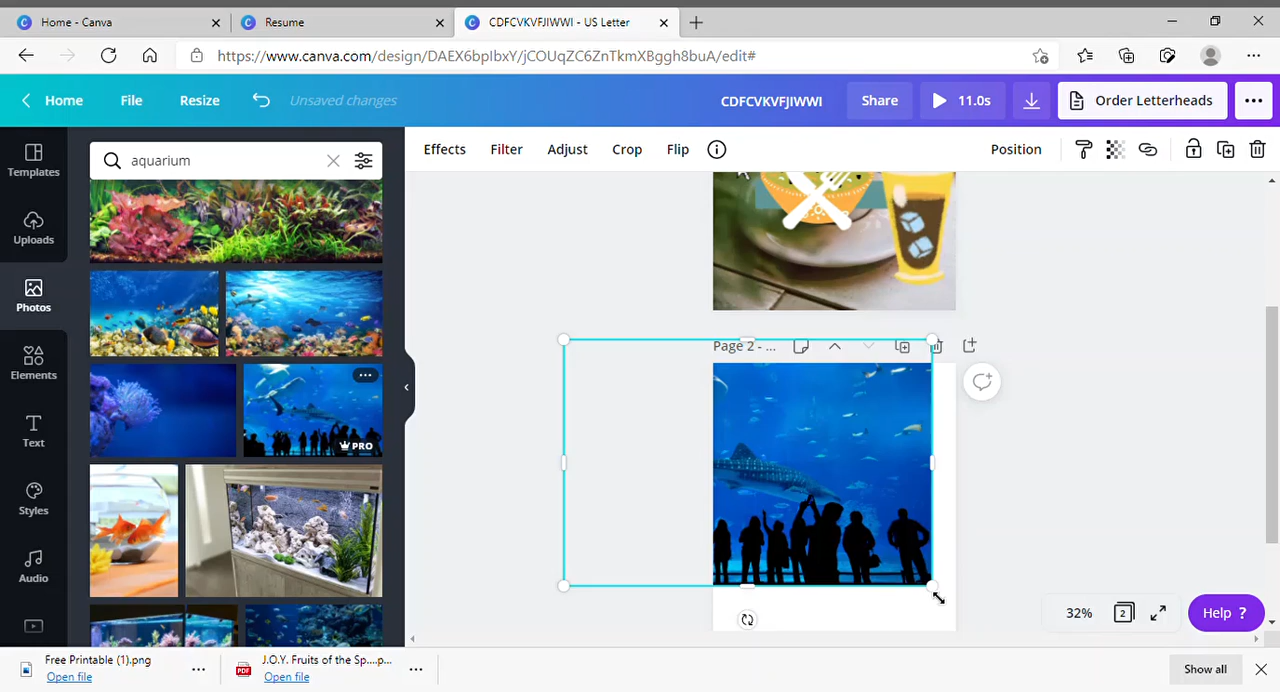 Home - Canva
Resume
CDFCVKVFJIWWI - US Letter
https://www.canva.com/design/DAEX6bpIbxY/jCOUqZC6ZnTkmXBggh8buA/edit#
Home
File
Resize
Unsaved changes
CDFCVKVFJIWWI
Share
11.0s
Order Letterheads
Templates
aquarium
Effects
Filter
Adjust
Crop
Flip
Position
Uploads
Photos
Elements
Text
Styles
Audio
PRO
Page 2 - ...
32%
2
Help ?
Free Printable (1).png
Open file
J.O.Y. Fruits of the Sp....p...
Open file
PDF
Show all